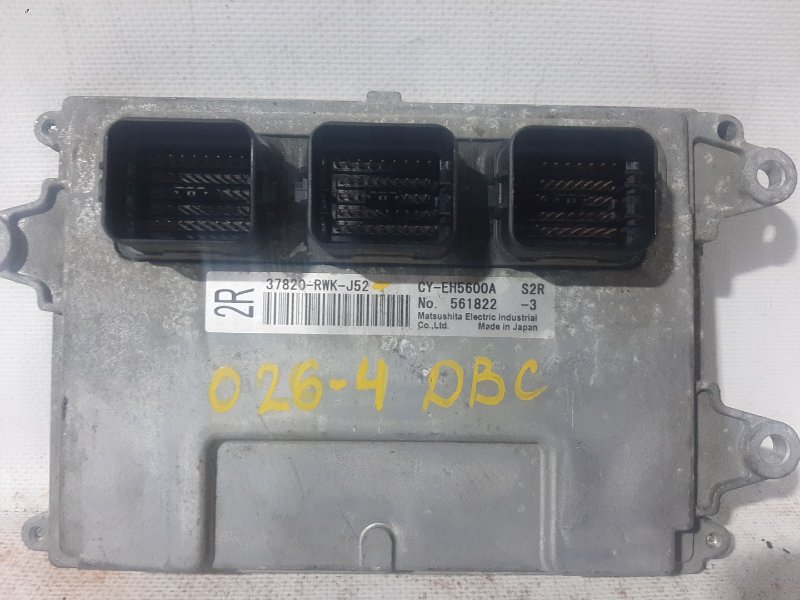 2R
37820-RWK-J52
CY-EH5600A S2R
No. 561822 -3
Matsushita Electric Industrial
Co.,Ltd. Made in Japan
026-4 DBC